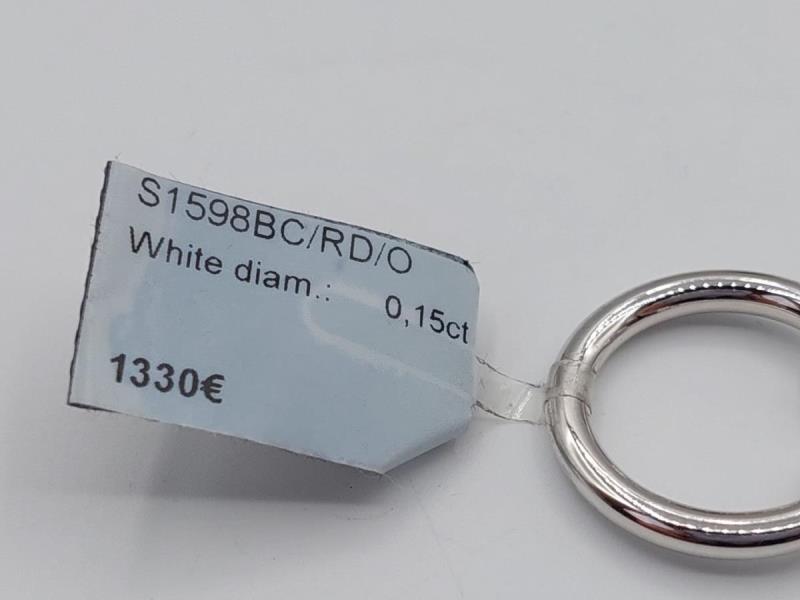 S1598BC/RD/O
White diam.: 0,15ct
1330€